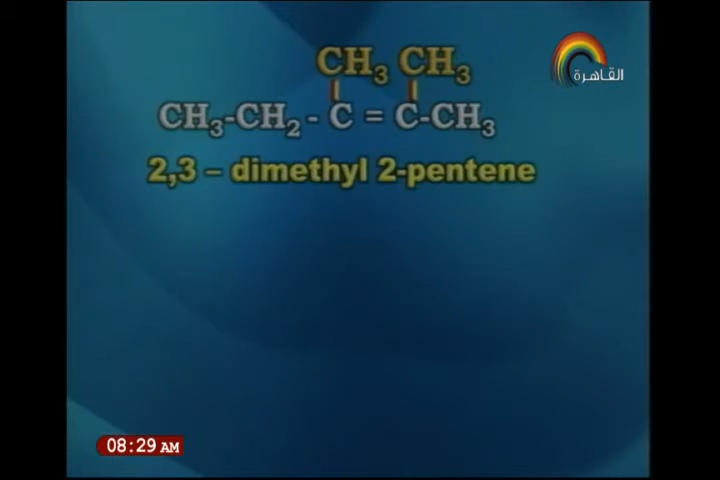 القاهرة
CH₃ CH₃
CH₃-CH₂ - C = C-CH₃
2,3 – dimethyl 2-pentene
08:29 AM